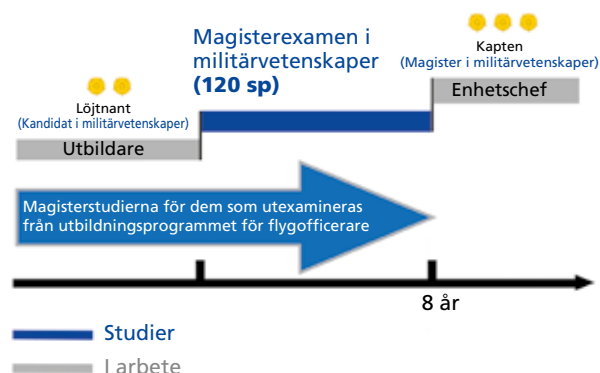 Magisterexamen i
militärvetenskaper
(120 sp)
Kapten
(Magister i militärvetenskaper)
Enhetschef
Löjtnant
(Kandidat i militärvetenskaper)
Utbildare
Magisterstudierna för dem som utexamineras
från utbildningsprogrammet för flygofficerare
8 år
Studier
I arbete